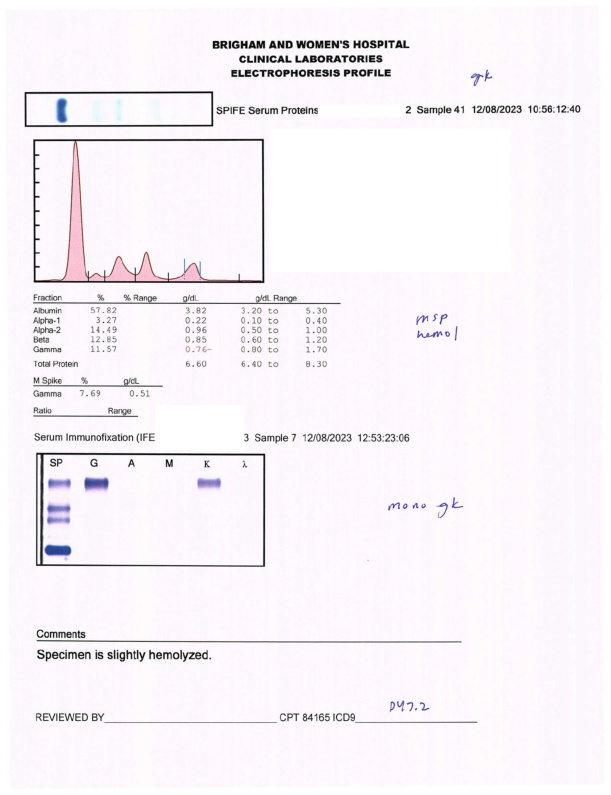 BRIGHAM AND WOMEN'S HOSPITAL
CLINICAL LABORATORIES
ELECTROPHORESIS PROFILE
gk
SPIFE Serum Proteins 2 Sample 41 12/08/2023 10:56:12:40
Fraction % % Range g/dL g/dL Range
Albumin 57.82 3.82 3.20 to 5.30
Alpha-1 3.27 0.22 0.10 to 0.40
Alpha-2 14.49 0.96 0.50 to 1.00
Beta 12.85 0.85 0.60 to 1.20
Gamma 11.57 0.76- 0.80 to 1.70
Total Protein 6.60 6.40 to 8.30
msp
hemol
M Spike % g/dL
Gamma 7.69 0.51
Ratio Range
Serum Immunofixation (IFE 3 Sample 7 12/08/2023 12:53:23:06
SP G A M K λ
mono gk
Comments
Specimen is slightly hemolyzed.
D47.2
REVIEWED BY CPT 84165 ICD9